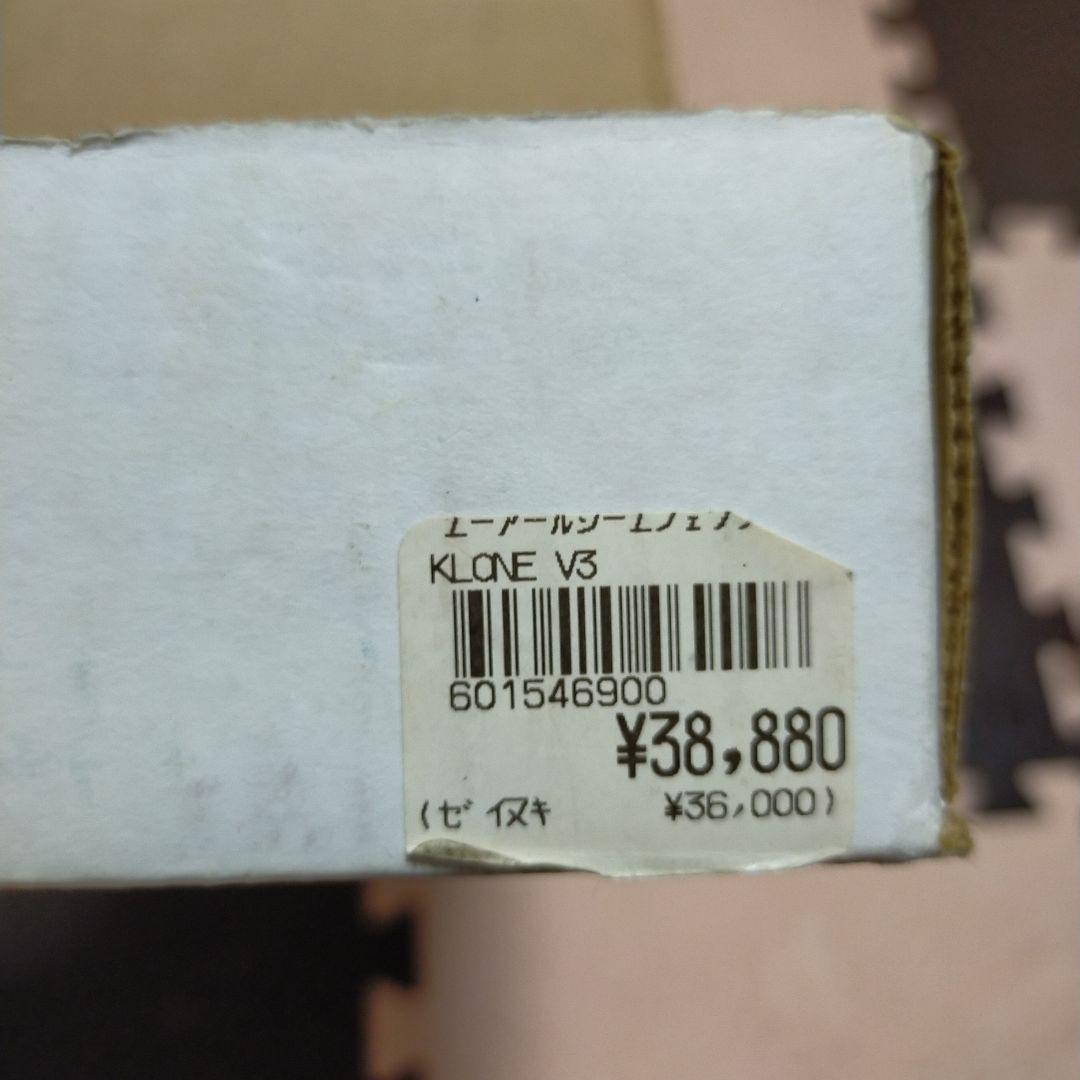 エーアールシーエフェクツ
KLONE V3
601546900
¥38,880
(ゼイヌキ ¥36,000)